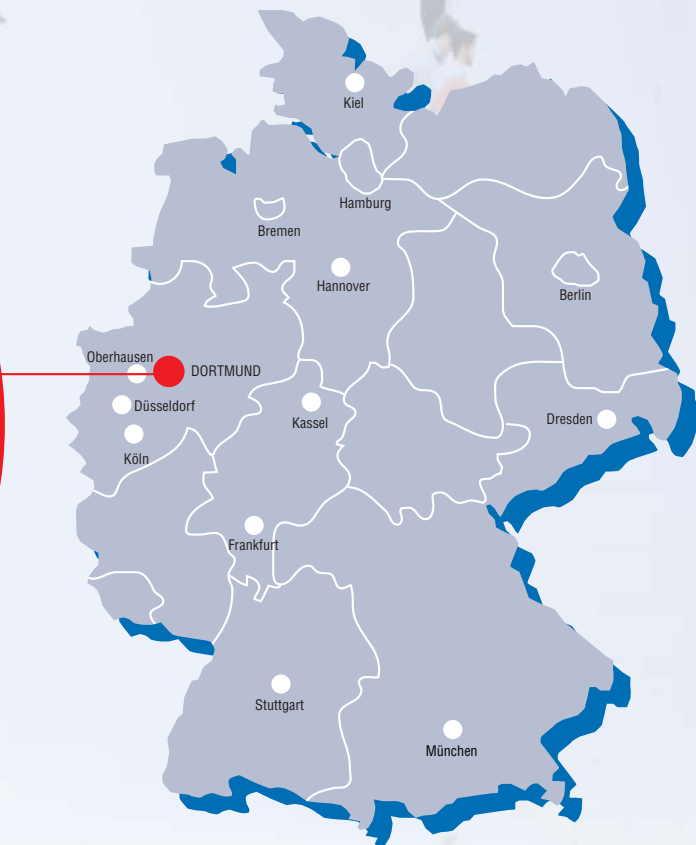 Kiel
Hamburg
Bremen
Hannover
Berlin
Oberhausen
DORTMUND
Düsseldorf
Kassel
Dresden
Köln
Frankfurt
Stuttgart
München